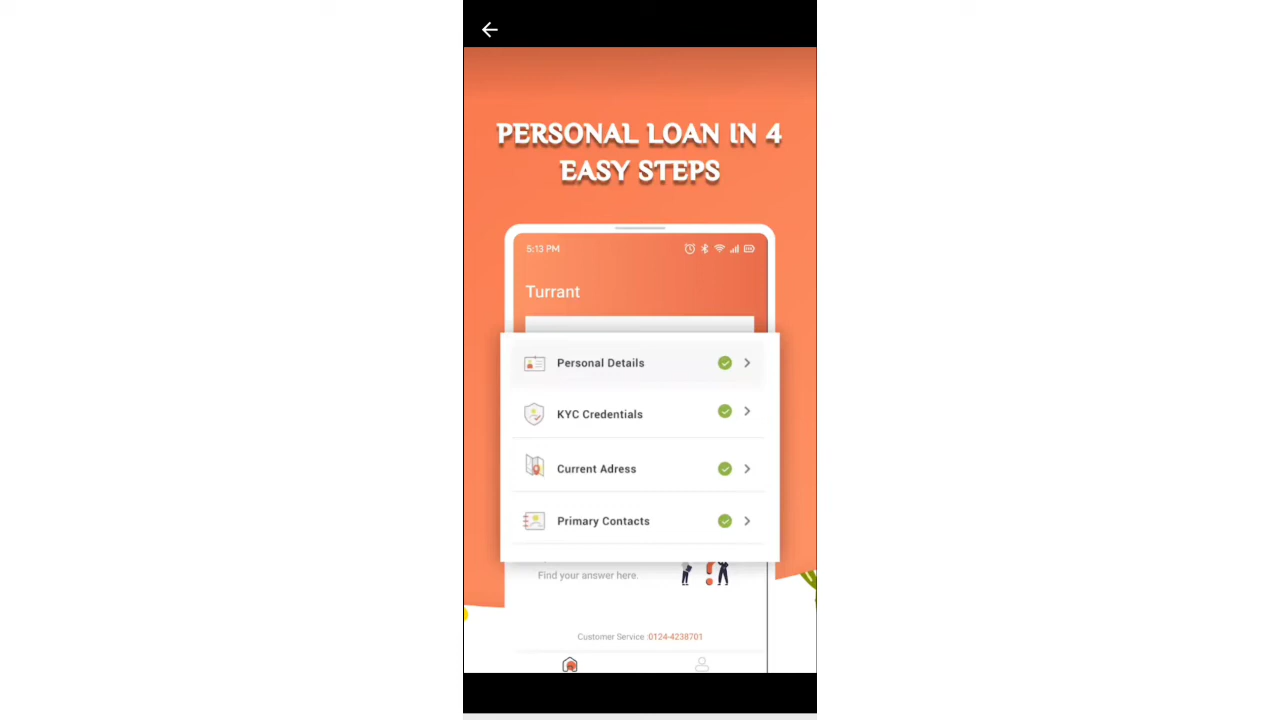 PERSONAL LOAN IN 4
EASY STEPS
5:13 PM
Turrant
Personal Details
KYC Credentials
Current Adress
Primary Contacts
Find your answer here.
Customer Service :0124-4238701